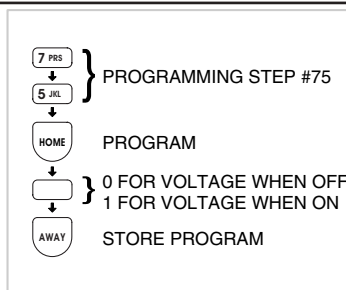 7 PRS
5 JKL
PROGRAMMING STEP #75
HOME
PROGRAM
0 FOR VOLTAGE WHEN OFF
1 FOR VOLTAGE WHEN ON
AWAY
STORE PROGRAM